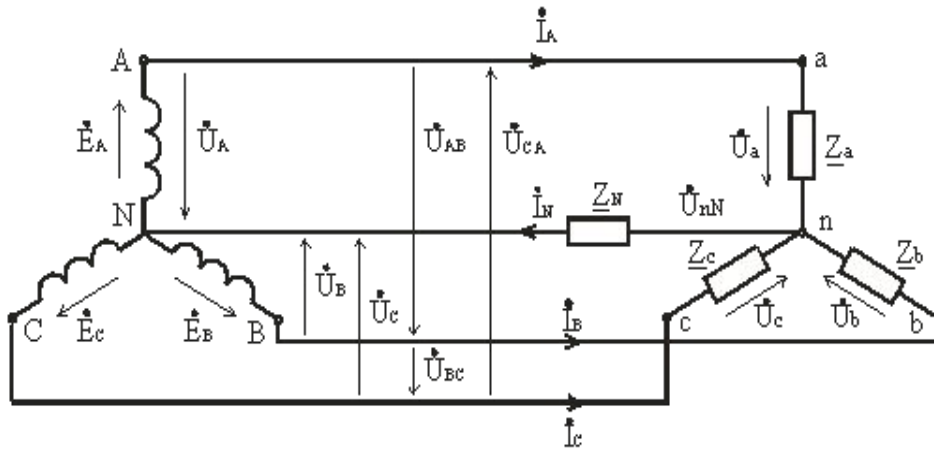 İA
A a
ĖA U̇A U̇AB U̇CA U̇a Za
N İN ZN U̇nN n
Zc Zb
U̇B U̇C
C ĖC ĖB B İB c U̇c U̇b b
U̇BC
İC